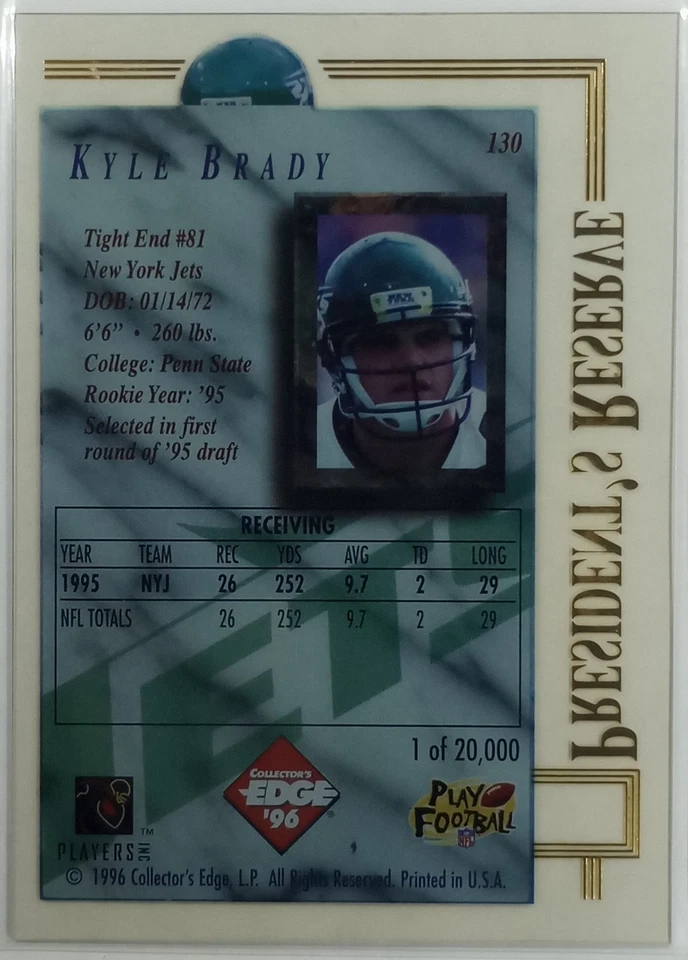 130
KYLE BRADY
Tight End #81
New York Jets
DOB: 01/14/72
6'6" • 260 lbs.
College: Penn State
Rookie Year: '95
Selected in first
round of '95 draft
RECEIVING
YEAR TEAM REC YDS AVG TD LONG
1995 NYJ 26 252 9.7 2 29
NFL TOTALS 26 252 9.7 2 29
JETS
1 of 20,000
COLLECTOR'S
EDGE
'96
®
PLAY
FOOTBALL
NFL
™
PLAYERS INC
© 1996 Collector's Edge, L.P. All Rights Reserved. Printed in U.S.A.
PRESIDENT'S RESERVE